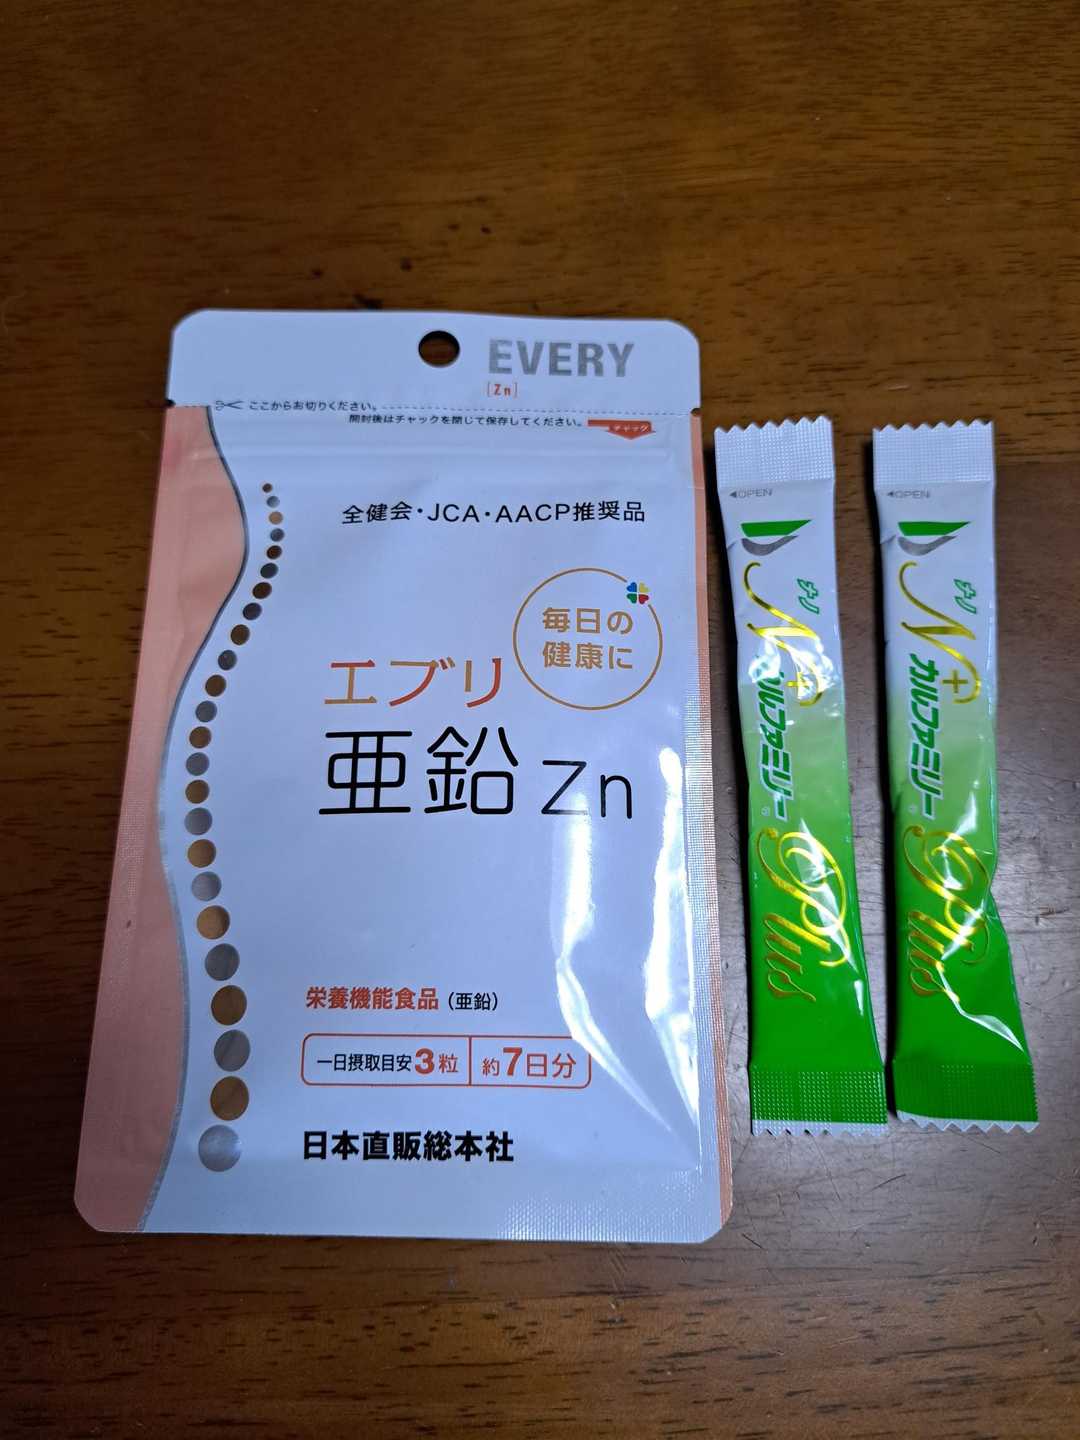 EVERY
[Zn]
ここからお切りください。
開封後はチャックを閉じて保存してください。
チャック
全健会・JCA・AACP推奨品
毎日の
健康に
エブリ
亜鉛 Zn
栄養機能食品（亜鉛）
一日摂取目安3粒 約7日分
日本直販総本社
◀OPEN
ナノ
N+
カルファミリー®
Plus
◀OPEN
ナノ
N+
カルファミリー®
Plus